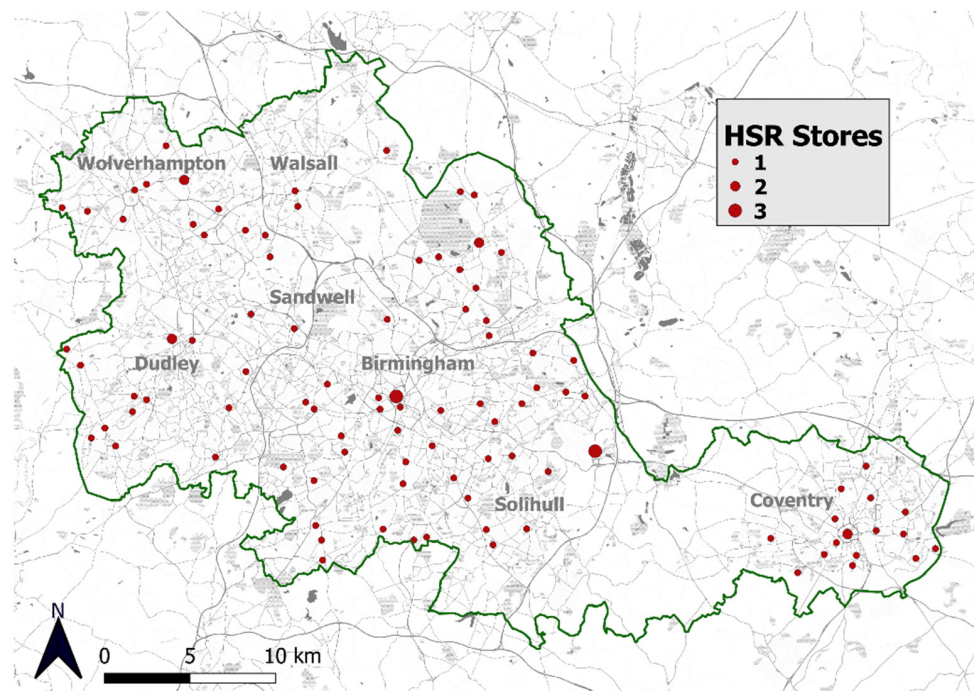 HSR Stores
1
2
3
Wolverhampton
Walsall
Sandwell
Dudley
Birmingham
Solihull
Coventry
N
0 5 10 km